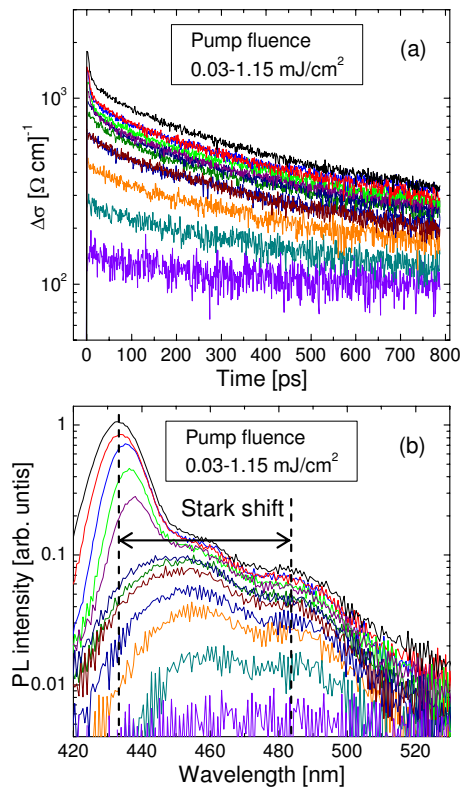 Pump fluence
0.03-1.15 mJ/cm²
(a)
10³
10²
Δσ [Ω cm]⁻¹
0 100 200 300 400 500 600 700 800
Time [ps]
Pump fluence
0.03-1.15 mJ/cm²
(b)
Stark shift
1
0.1
0.01
PL intensity [arb. untis]
420 440 460 480 500 520
Wavelength [nm]